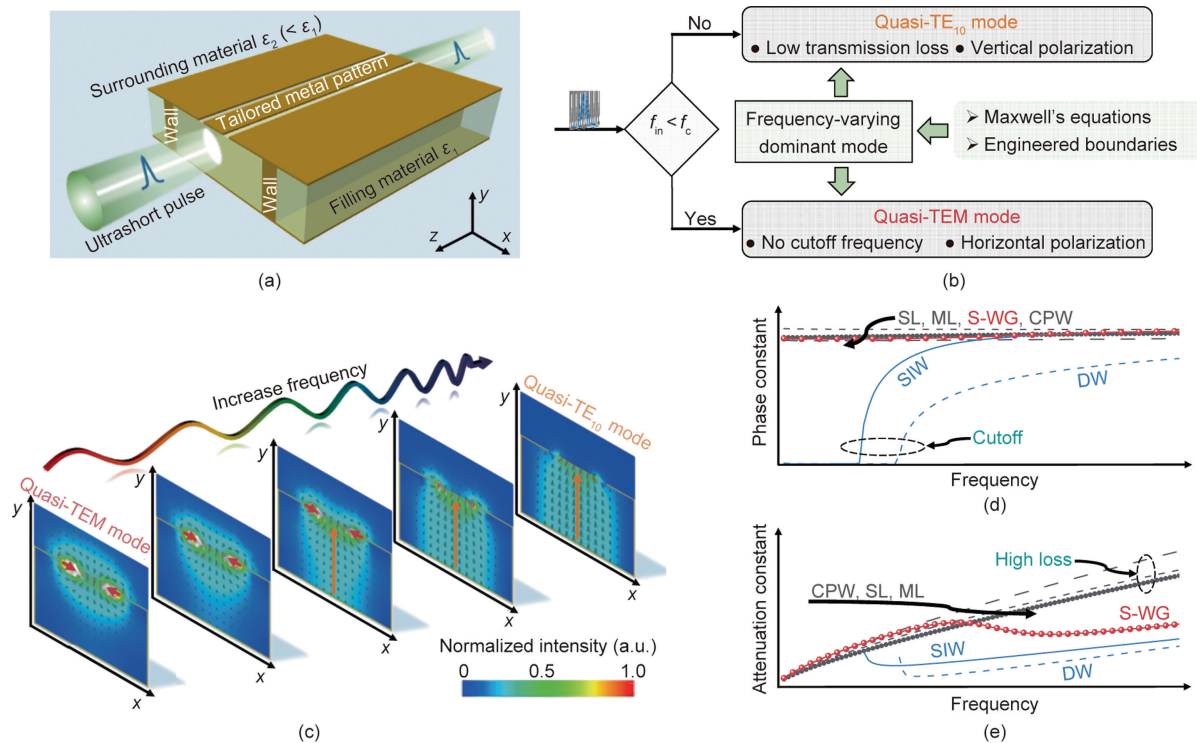 Surrounding material ε₂ (< ε₁)
Tailored metal pattern
Wall
Wall
Filling material ε₁
Ultrashort pulse
y
z
x
(a)
No
Quasi-TE₁₀ mode
● Low transmission loss ● Vertical polarization
f_in < f_c
Frequency-varying
dominant mode
➢ Maxwell's equations
➢ Engineered boundaries
Yes
Quasi-TEM mode
● No cutoff frequency ● Horizontal polarization
(b)
Increase frequency
Quasi-TEM mode
Quasi-TE₁₀ mode
y
y
y
y
y
x
x
x
x
x
Normalized intensity (a.u.)
0
0.5
1.0
(c)
SL, ML, S-WG, CPW
SIW
DW
Cutoff
Phase constant
Frequency
(d)
High loss
CPW, SL, ML
S-WG
SIW
DW
Attenuation constant
Frequency
(e)